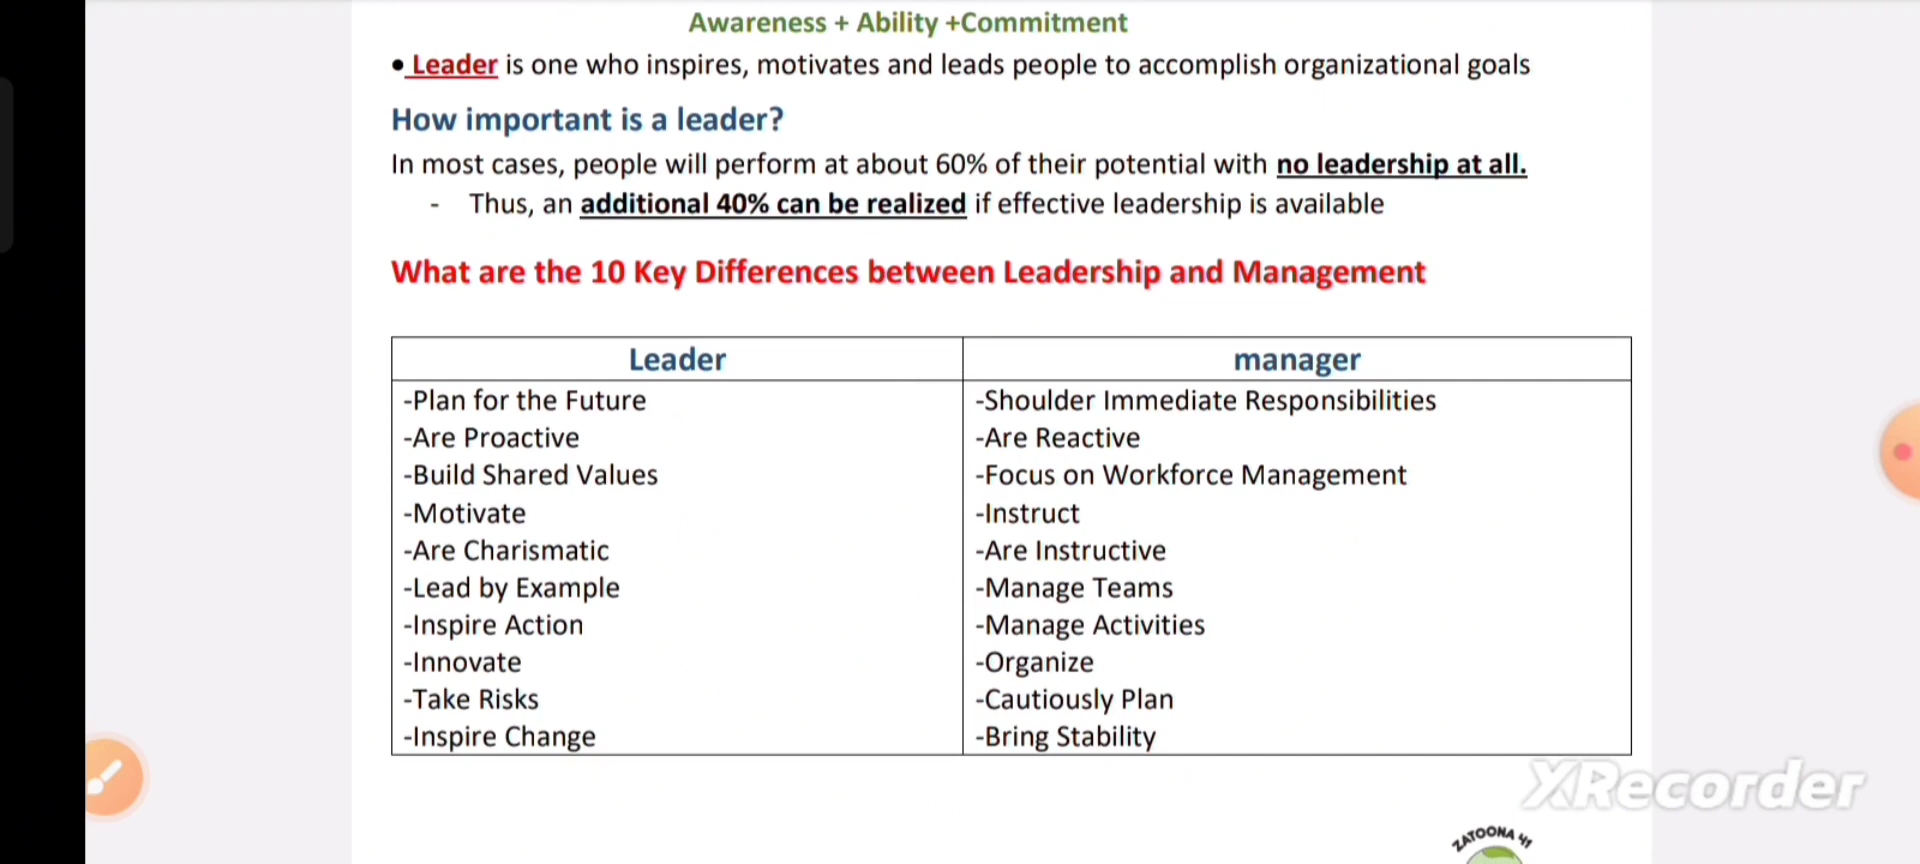 Awareness + Ability +Commitment
• Leader is one who inspires, motivates and leads people to accomplish organizational goals
How important is a leader?
In most cases, people will perform at about 60% of their potential with no leadership at all.
- Thus, an additional 40% can be realized if effective leadership is available
What are the 10 Key Differences between Leadership and Management
Leader manager
-Plan for the Future -Shoulder Immediate Responsibilities
-Are Proactive -Are Reactive
-Build Shared Values -Focus on Workforce Management
-Motivate -Instruct
-Are Charismatic -Are Instructive
-Lead by Example -Manage Teams
-Inspire Action -Manage Activities
-Innovate -Organize
-Take Risks -Cautiously Plan
-Inspire Change -Bring Stability
XRecorder
ZATOONA 41